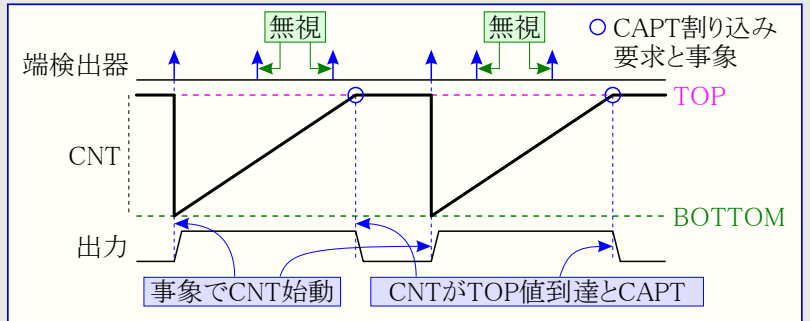 無視
無視
CAPT割り込み
要求と事象
端検出器
TOP
CNT
BOTTOM
出力
事象でCNT始動
CNTがTOP値到達とCAPT